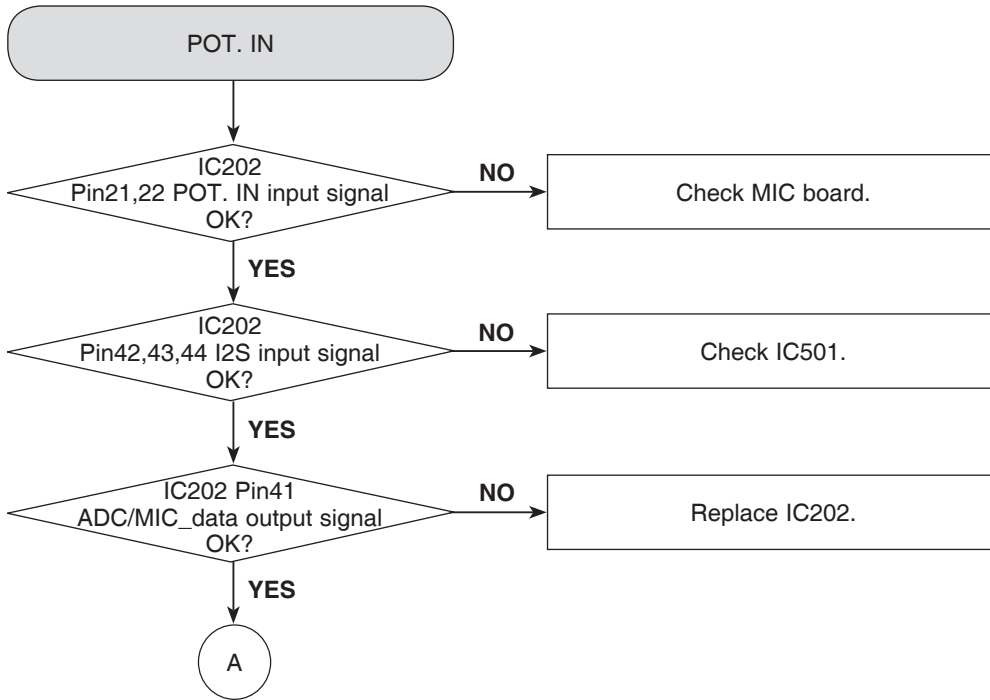 POT. IN
IC202
Pin21,22 POT. IN input signal
OK?
NO
Check MIC board.
YES
IC202
Pin42,43,44 I2S input signal
OK?
NO
Check IC501.
YES
IC202 Pin41
ADC/MIC_data output signal
OK?
NO
Replace IC202.
YES
A